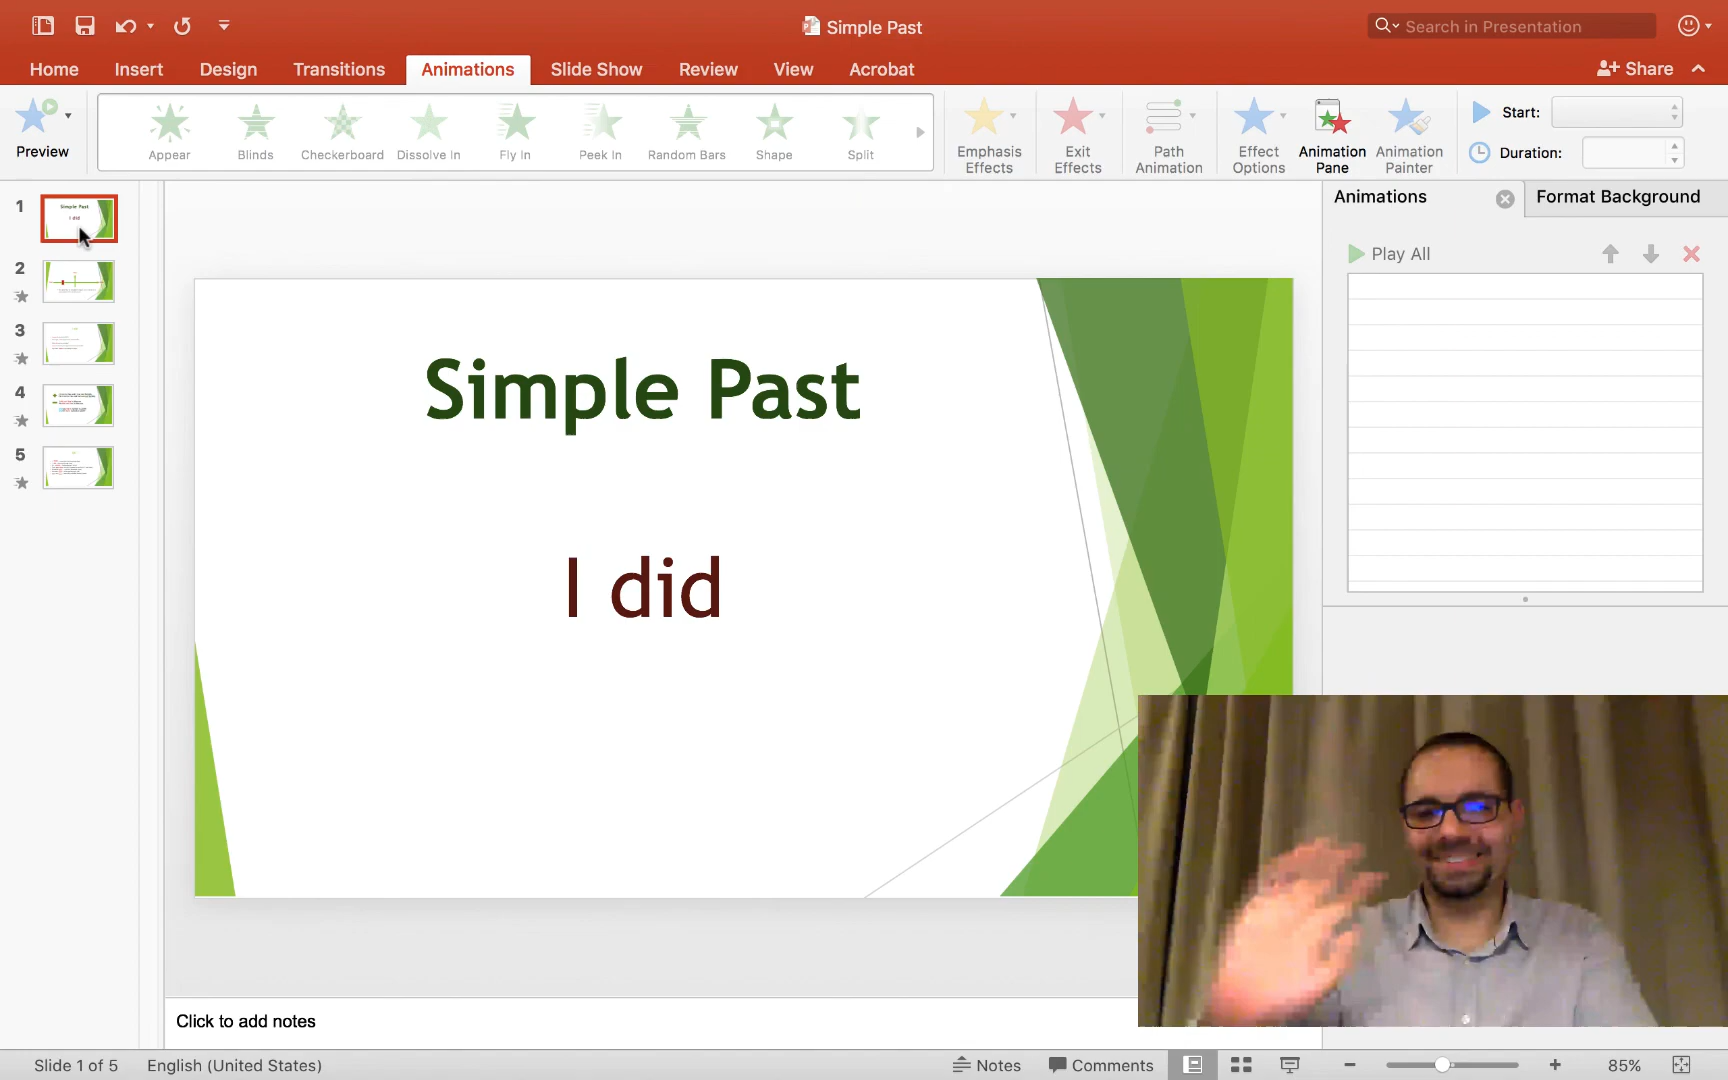 Simple Past
Search in Presentation
Home Insert Design Transitions Animations Slide Show Review View Acrobat
Share
Preview
Appear Blinds Checkerboard Dissolve In Fly In Peek In Random Bars Shape Split
Emphasis Effects
Exit Effects
Path Animation
Effect Options
Animation Pane
Animation Painter
Start:
Duration:
1
Simple Past
I did
2
3
4
5
Simple Past
I did
Animations
Format Background
Play All
Click to add notes
Slide 1 of 5
English (United States)
Notes
Comments
85%